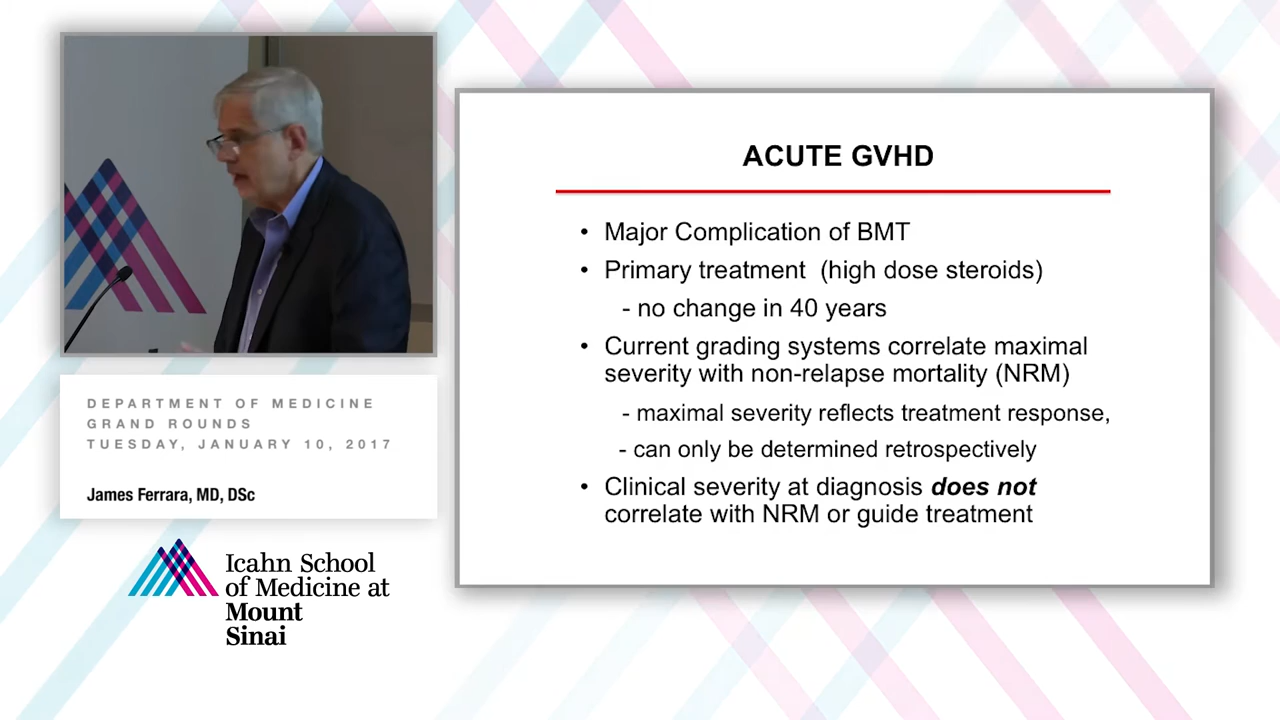 DEPARTMENT OF MEDICINE
GRAND ROUNDS
TUESDAY, JANUARY 10, 2017
James Ferrara, MD, DSc
Icahn School
of Medicine at
Mount
Sinai
ACUTE GVHD
• Major Complication of BMT
• Primary treatment (high dose steroids)
- no change in 40 years
• Current grading systems correlate maximal
severity with non-relapse mortality (NRM)
- maximal severity reflects treatment response,
- can only be determined retrospectively
• Clinical severity at diagnosis does not
correlate with NRM or guide treatment